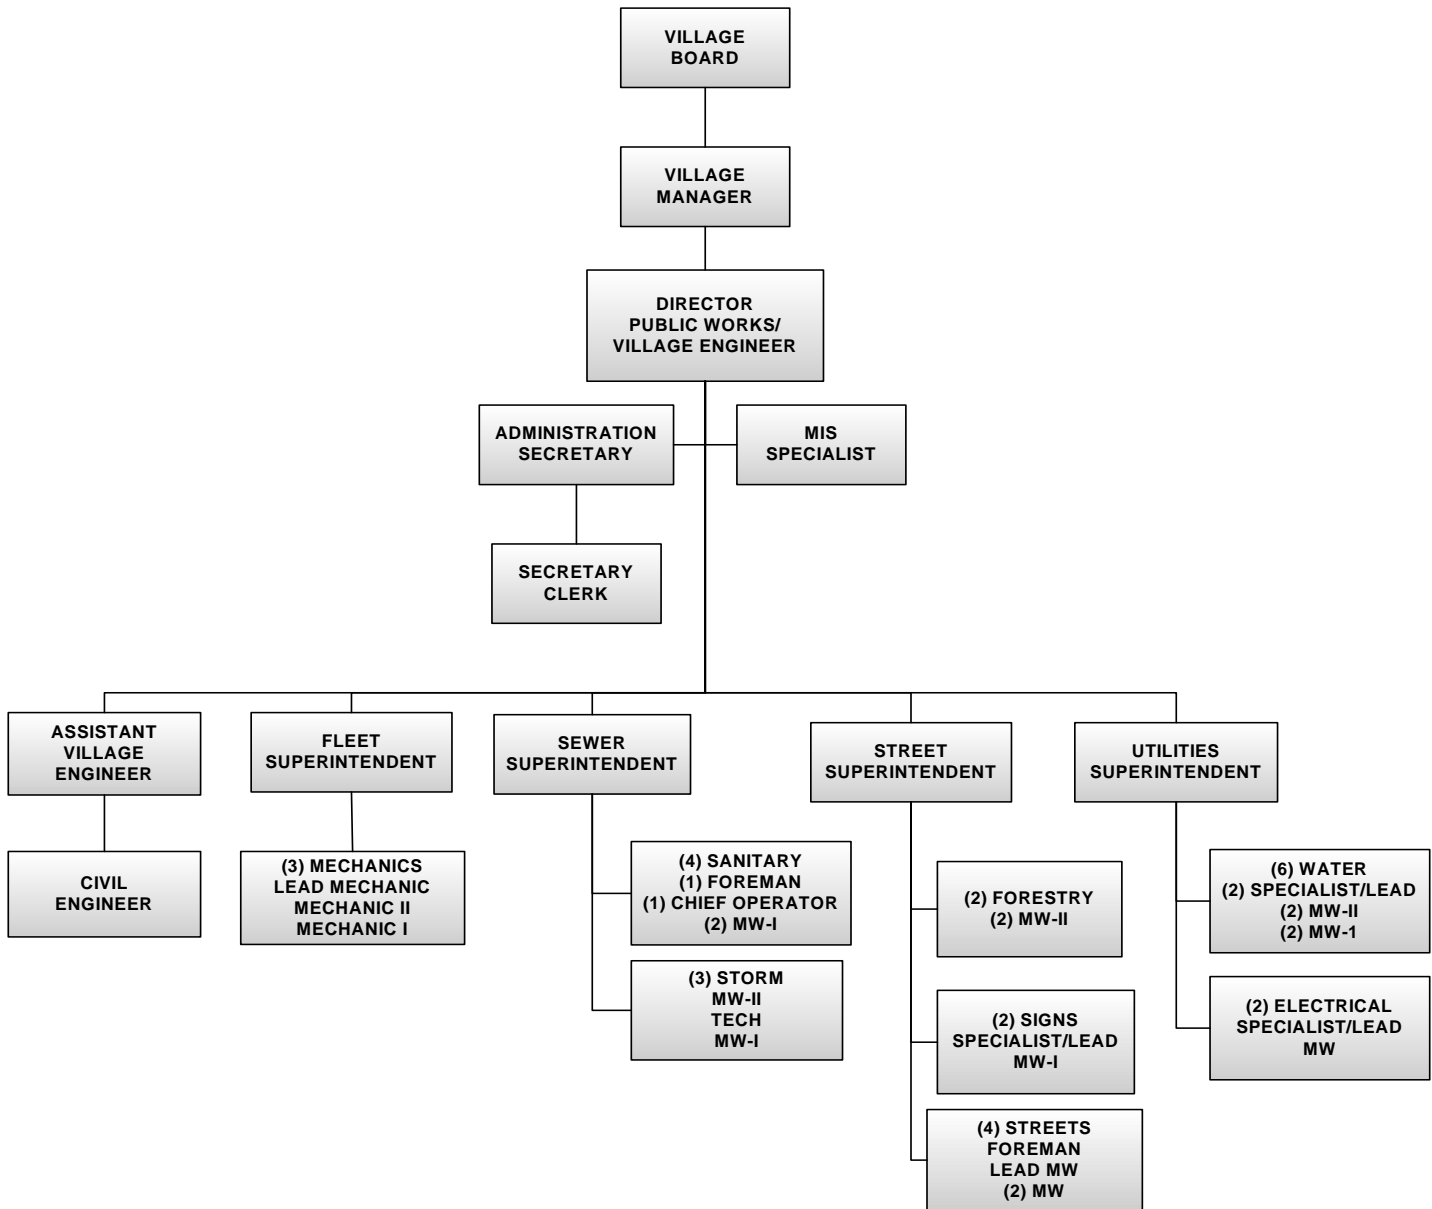 VILLAGE
BOARD
VILLAGE
MANAGER
DIRECTOR
PUBLIC WORKS/
VILLAGE ENGINEER
ADMINISTRATION
SECRETARY
MIS
SPECIALIST
SECRETARY
CLERK
ASSISTANT
VILLAGE
ENGINEER
FLEET
SUPERINTENDENT
SEWER
SUPERINTENDENT
STREET
SUPERINTENDENT
UTILITIES
SUPERINTENDENT
CIVIL
ENGINEER
(3) MECHANICS
LEAD MECHANIC
MECHANIC II
MECHANIC I
(4) SANITARY
(1) FOREMAN
(1) CHIEF OPERATOR
(2) MW-I
(3) STORM
MW-II
TECH
MW-I
(2) FORESTRY
(2) MW-II
(2) SIGNS
SPECIALIST/LEAD
MW-I
(4) STREETS
FOREMAN
LEAD MW
(2) MW
(6) WATER
(2) SPECIALIST/LEAD
(2) MW-II
(2) MW-1
(2) ELECTRICAL
SPECIALIST/LEAD
MW